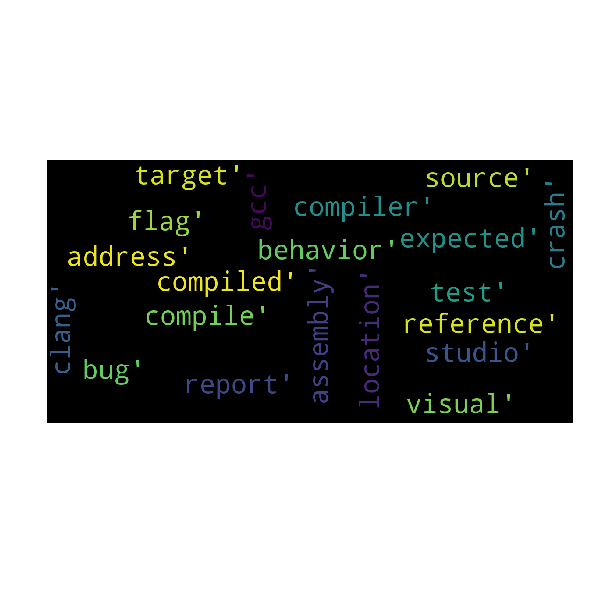 target'
source'
gcc'
compiler'
crash'
flag'
expected'
behavior'
address'
compiled'
test'
clang'
compile'
assembly'
location'
reference'
studio'
bug'
report'
visual'